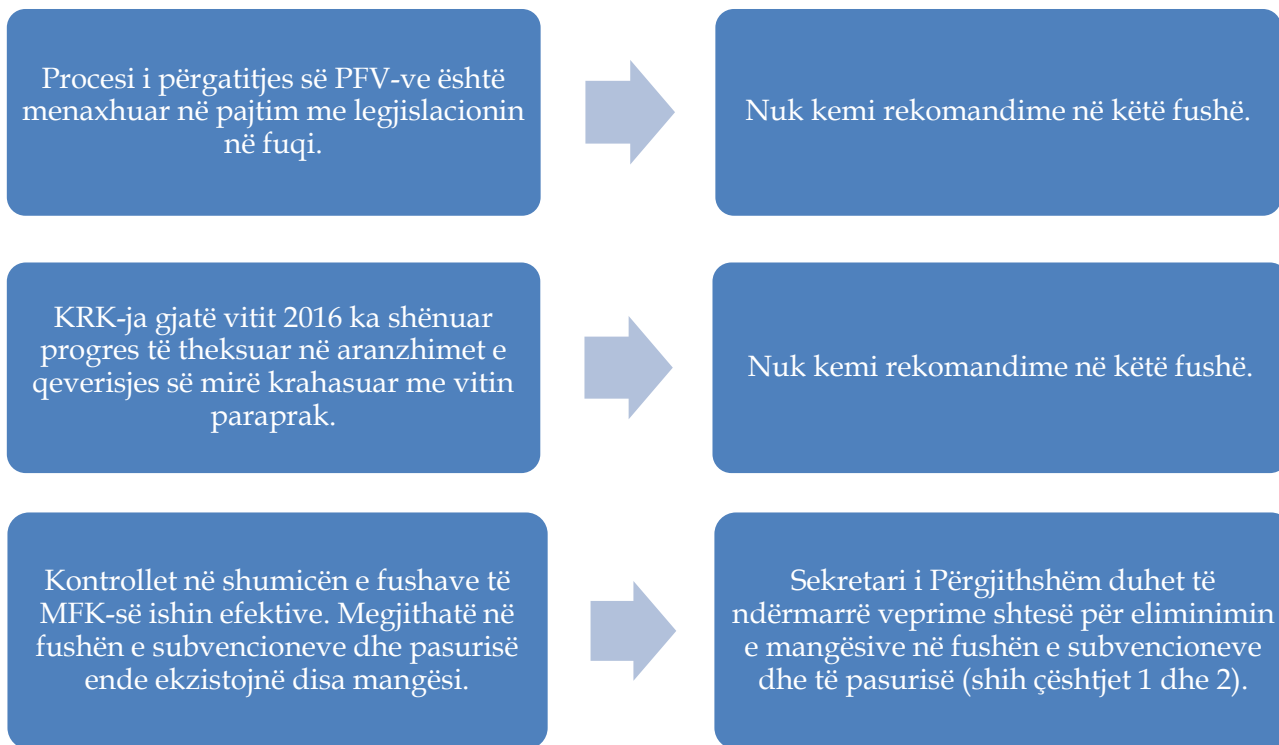 Procesi i përgatitjes së PFV-ve është
menaxhuar në pajtim me legjislacionin
në fuqi.
Nuk kemi rekomandime në këtë fushë.
KRK-ja gjatë vitit 2016 ka shënuar
progres të theksuar në aranzhimet e
qeverisjes së mirë krahasuar me vitin
paraprak.
Nuk kemi rekomandime në këtë fushë.
Kontrollet në shumicën e fushave të
MFK-së ishin efektive. Megjithatë në
fushën e subvencioneve dhe pasurisë
ende ekzistojnë disa mangësi.
Sekretari i Përgjithshëm duhet të
ndërmarrë veprime shtesë për eliminimin
e mangësive në fushën e subvencioneve
dhe të pasurisë (shih çështjet 1 dhe 2).